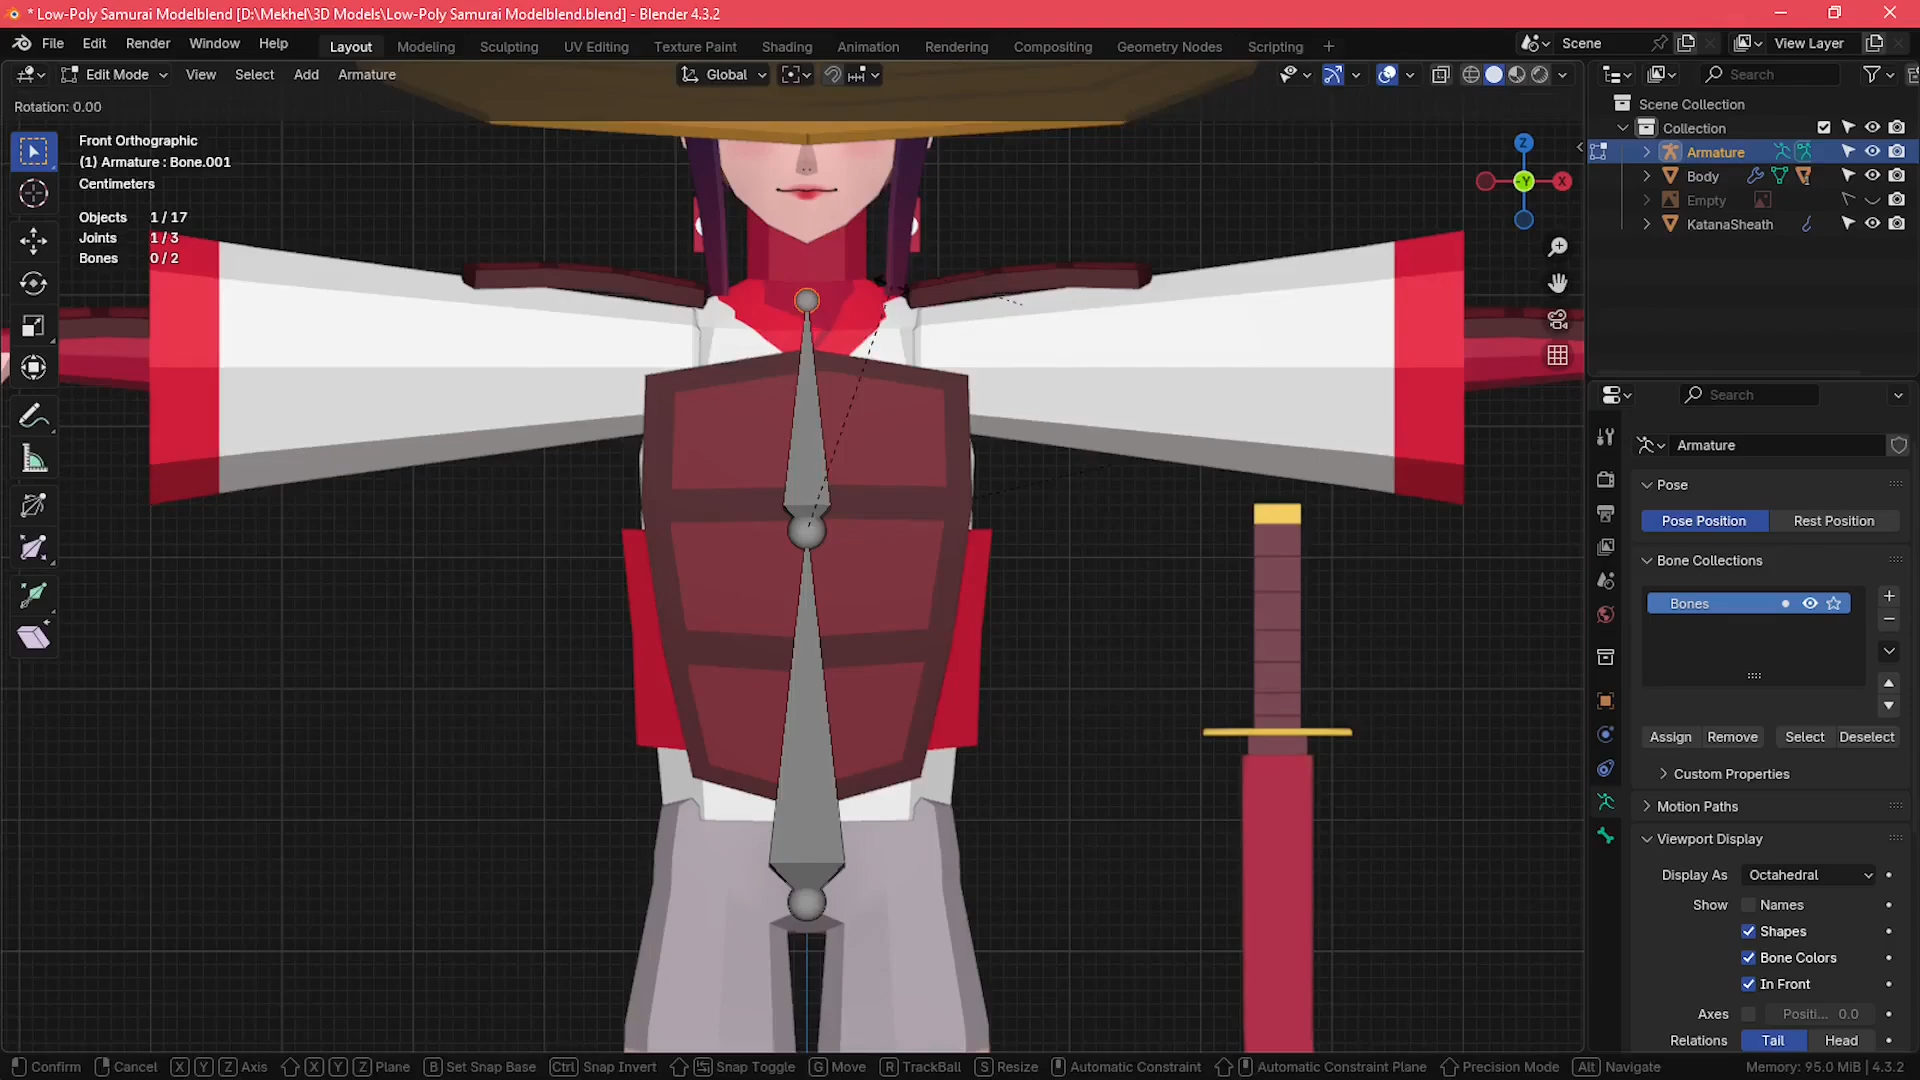 * Low-Poly Samurai Modelblend [D:\Mekhel\3D Models\Low-Poly Samurai Modelblend.blend] - Blender 4.3.2
File Edit Render Window Help Layout Modeling Sculpting UV Editing Texture Paint Shading Animation Rendering Compositing Geometry Nodes Scripting + Scene View Layer
Edit Mode View Select Add Armature Global Search
Rotation: 0.00
Scene Collection
Front Orthographic
Collection
(1) Armature : Bone.001
Armature
Centimeters
Body
Objects 1 / 17
Empty
Joints 1 / 3
KatanaSheath
Bones 0 / 2
Z
-Y
X
Search
Armature
Pose
Pose Position Rest Position
Bone Collections
Bones
Assign Remove Select Deselect
Custom Properties
Motion Paths
Viewport Display
Display As Octahedral
Show Names
Shapes
Bone Colors
In Front
Axes Positi... 0.0
Relations Tail Head
Confirm Cancel X Y Z Axis X Y Z Plane B Set Snap Base Ctrl Snap Invert Snap Toggle G Move R TrackBall S Resize Automatic Constraint Automatic Constraint Plane Precision Mode Alt Navigate Memory: 95.0 MiB | 4.3.2